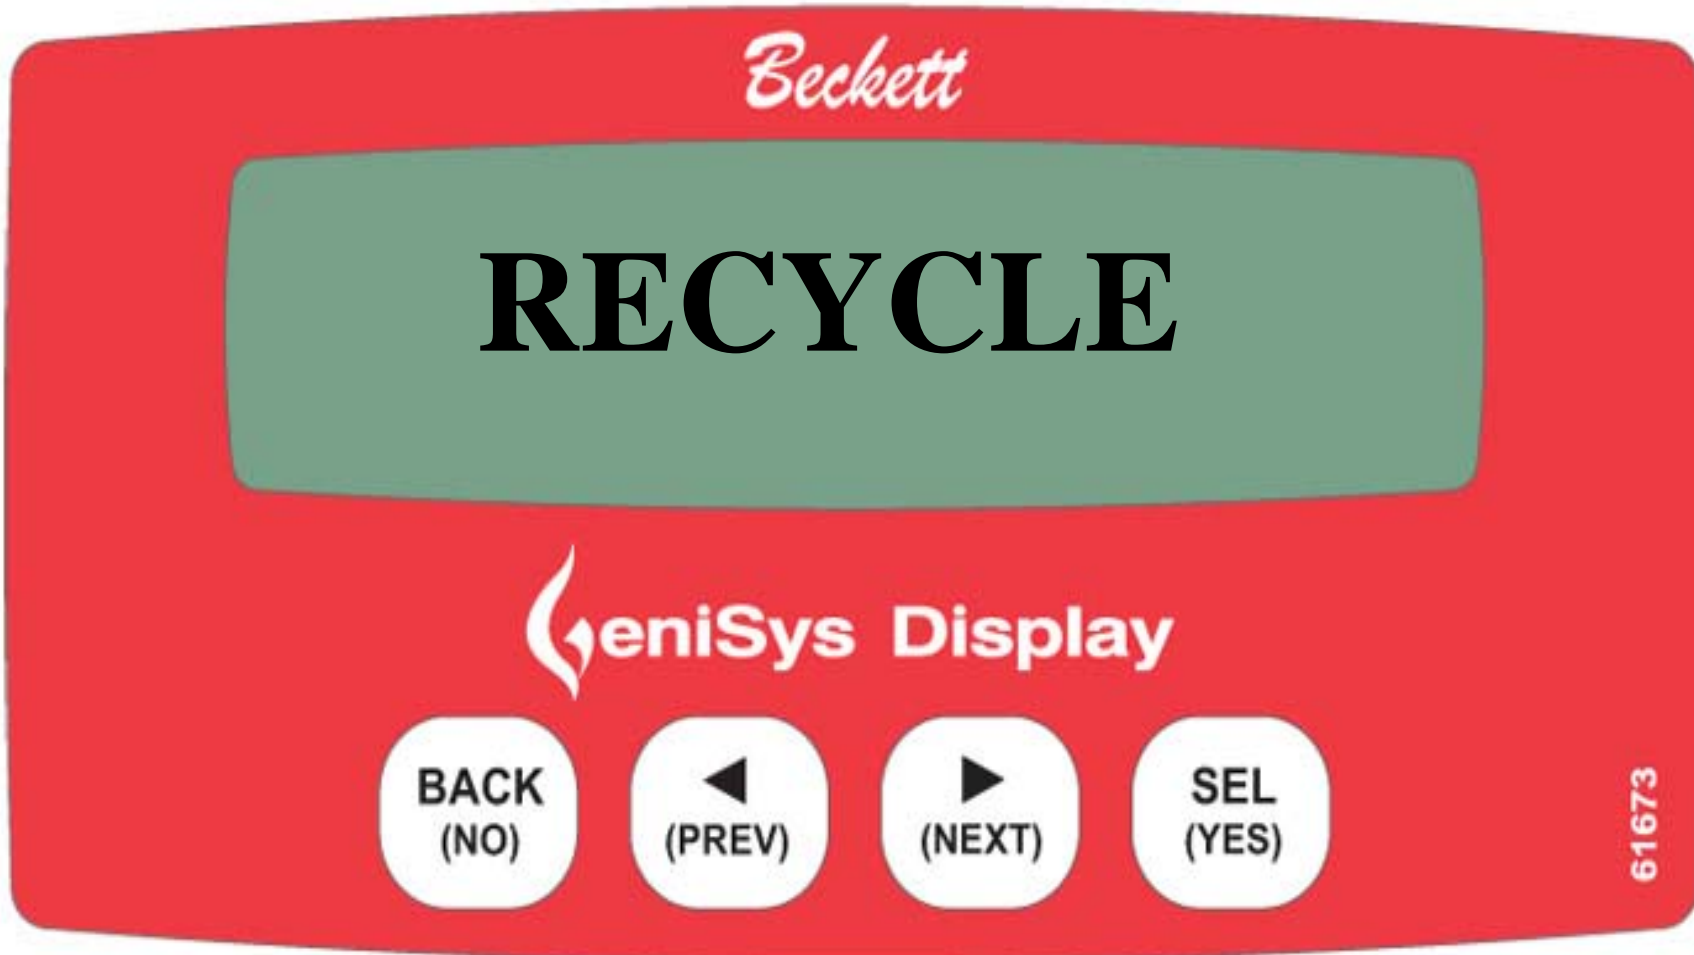 Beckett
RECYCLE
GeniSys Display
BACK
(NO)
◀
(PREV)
▶
(NEXT)
SEL
(YES)
61673